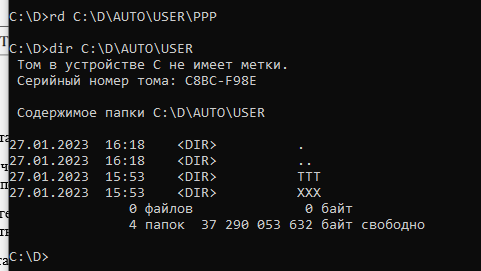 C:\D>rd C:\D\AUTO\USER\PPP
C:\D>dir C:\D\AUTO\USER
Том в устройстве C не имеет метки.
Серийный номер тома: C8BC-F98E
Содержимое папки C:\D\AUTO\USER
27.01.2023  16:18    <DIR>          .
27.01.2023  16:18    <DIR>          ..
27.01.2023  15:53    <DIR>          TTT
27.01.2023  15:53    <DIR>          XXX
0 файлов              0 байт
4 папок  37 290 053 632 байт свободно
C:\D>